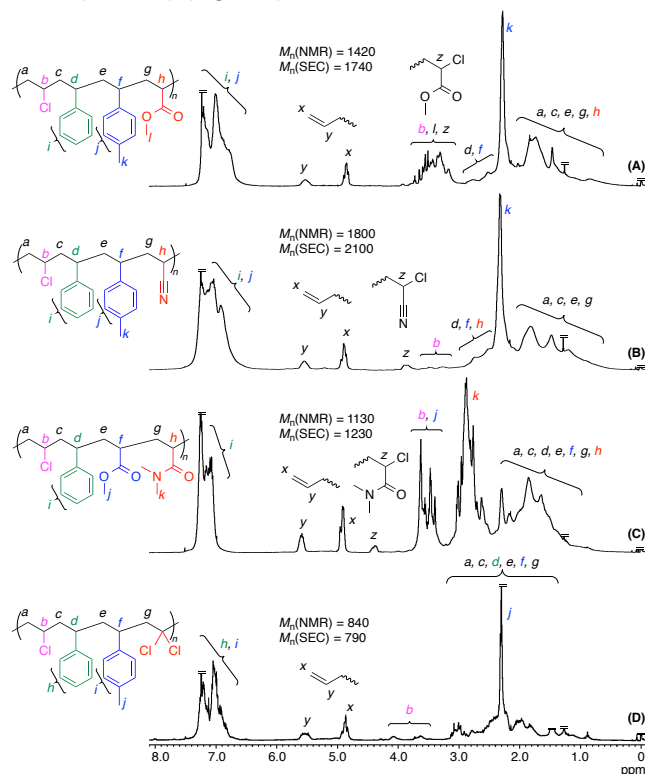 a b c d e f g h n
Cl O O i j k l
Mn(NMR) = 1420
Mn(SEC) = 1740
x y
z Cl O O
i, j
y
x
b, l, z
d, f
k
a, c, e, g, h
(A)
a b c d e f g h n
Cl N i j k
Mn(NMR) = 1800
Mn(SEC) = 2100
x y
z Cl N
i, j
y
x
z
b
d, f, h
k
a, c, e, g
(B)
a b c d e f g h n
Cl O O N O i j k
Mn(NMR) = 1130
Mn(SEC) = 1230
x y
z Cl N O
i
y
x
z
b, j
k
a, c, d, e, f, g, h
(C)
a b c d e f g n
Cl Cl Cl h i j
Mn(NMR) = 840
Mn(SEC) = 790
x y
h, i
y
x
b
a, c, d, e, f, g
j
(D)
8.0 7.0 6.0 5.0 4.0 3.0 2.0 1.0 0
ppm